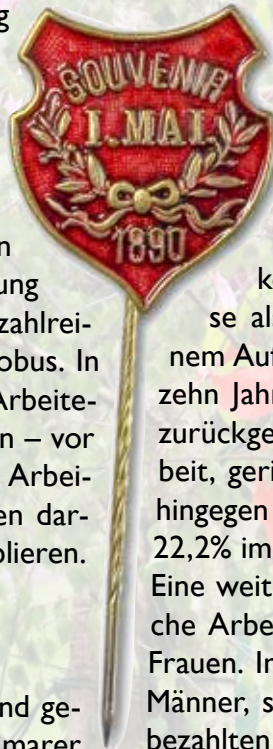 SOUVENIR
I. MAI.
1890
g
n
ung
zahlrei-
obus. In
Arbeite-
n – vor
Arbei-
en dar-
olieren.
nd ge-
marer
k
se al
nem Auf
zehn Jahr
zurückge
beit, geri
hingegen
22,2% im
Eine weit
che Arbe
Frauen. In
Männer, s
bezahlten